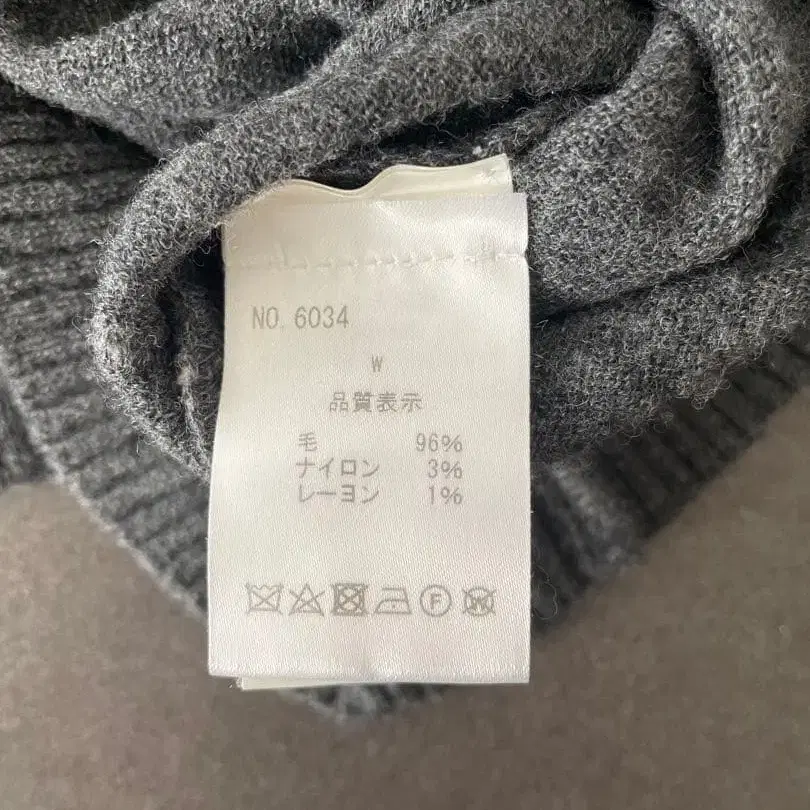 NO. 6034
W
品質表示
毛 96%
ナイロン 3%
レーヨン 1%
F W